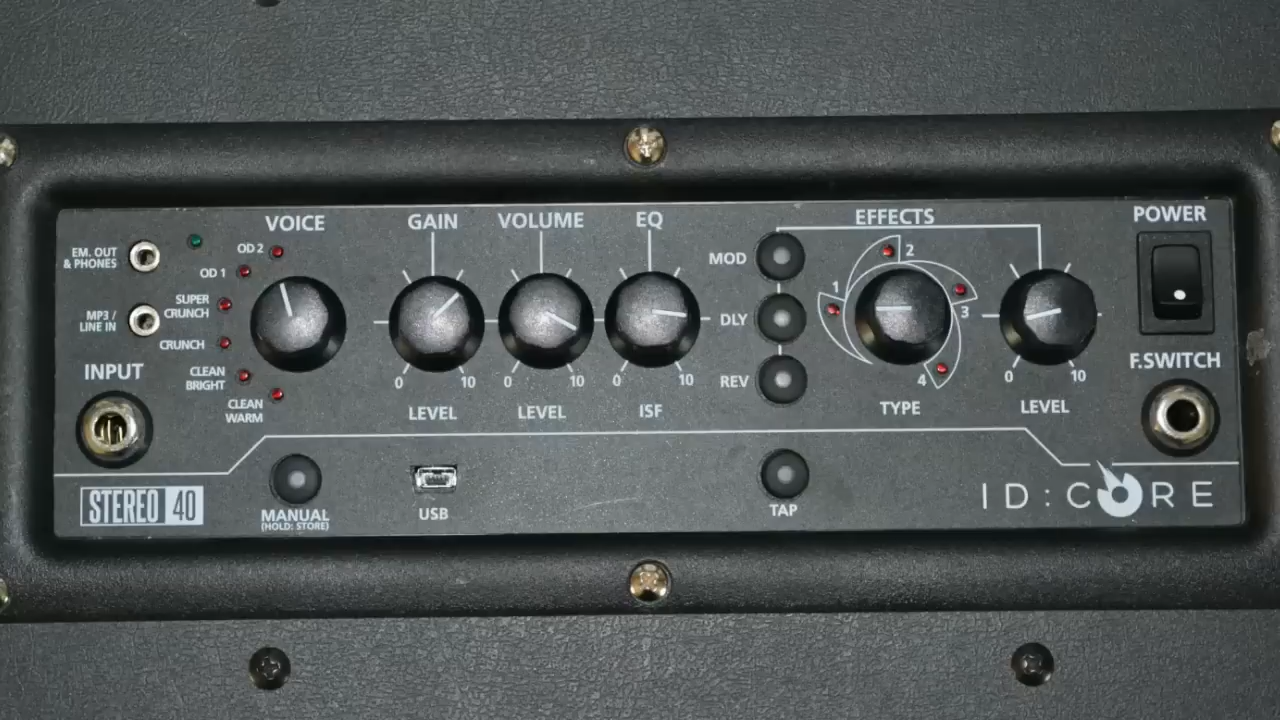 VOICE
GAIN
VOLUME
EQ
EFFECTS
POWER
EM. OUT
& PHONES
OD 2
OD 1
SUPER
CRUNCH
CRUNCH
CLEAN
BRIGHT
CLEAN
WARM
MP3 /
LINE IN
INPUT
0 10
LEVEL
0 10
LEVEL
0 10
ISF
MOD
DLY
REV
1
2
3
4
TYPE
0 10
LEVEL
F.SWITCH
STEREO 40
MANUAL
(HOLD: STORE)
USB
TAP
ID:CORE